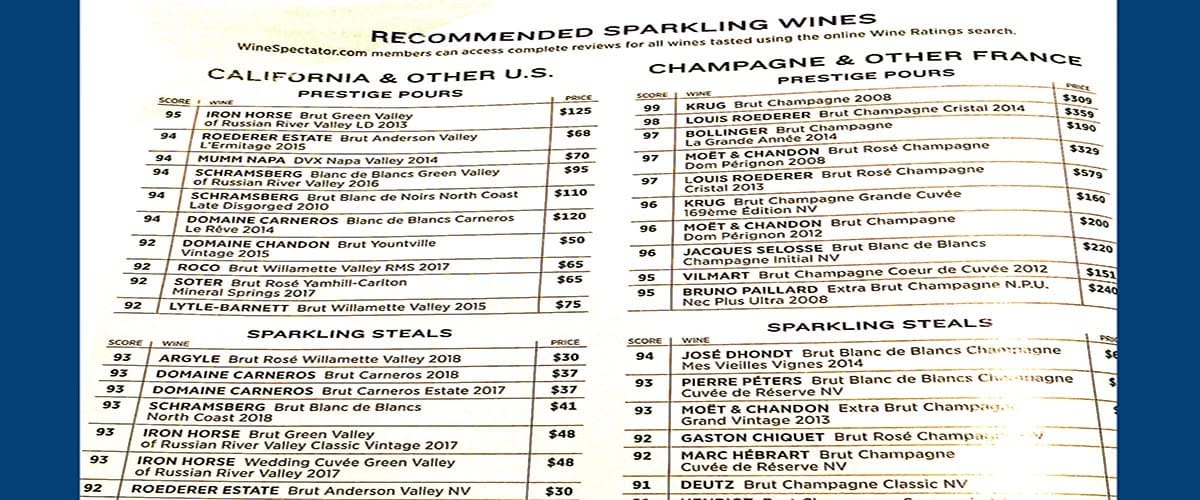 RECOMMENDED SPARKLING WINES
WineSpectator.com members can access complete reviews for all wines tasted using the online Wine Ratings search.
CALIFORNIA & OTHER U.S.
PRESTIGE POURS
SCORE WINE PRICE
95 IRON HORSE Brut Green Valley $125
of Russian River Valley LD 2013
94 ROEDERER ESTATE Brut Anderson Valley $68
L'Ermitage 2015
94 MUMM NAPA DVX Napa Valley 2014 $70
94 SCHRAMSBERG Blanc de Blancs Green Valley $95
of Russian River Valley 2016
94 SCHRAMSBERG Brut Blanc de Noirs North Coast $110
Late Disgorged 2010
94 DOMAINE CARNEROS Blanc de Blancs Carneros $120
Le Rêve 2014
92 DOMAINE CHANDON Brut Yountville $50
Vintage 2015
92 ROCO Brut Willamette Valley RMS 2017 $65
92 SOTER Brut Rosé Yamhill-Carlton $65
Mineral Springs 2017
92 LYTLE-BARNETT Brut Willamette Valley 2015 $75
SPARKLING STEALS
SCORE WINE PRICE
93 ARGYLE Brut Rosé Willamette Valley 2018 $30
93 DOMAINE CARNEROS Brut Carneros 2018 $37
93 DOMAINE CARNEROS Brut Carneros Estate 2017 $37
93 SCHRAMSBERG Brut Blanc de Blancs $41
North Coast 2018
93 IRON HORSE Brut Green Valley $48
of Russian River Valley Classic Vintage 2017
93 IRON HORSE Wedding Cuvée Green Valley $48
of Russian River Valley 2017
92 ROEDERER ESTATE Brut Anderson Valley NV $30
CHAMPAGNE & OTHER FRANCE
PRESTIGE POURS
SCORE WINE PRICE
99 KRUG Brut Champagne 2008 $309
98 LOUIS ROEDERER Brut Champagne Cristal 2014 $359
97 BOLLINGER Brut Champagne $190
La Grande Année 2014
97 MOËT & CHANDON Brut Rosé Champagne $329
Dom Pérignon 2008
97 LOUIS ROEDERER Brut Rosé Champagne $579
Cristal 2013
96 KRUG Brut Champagne Grande Cuvée $160
169ème Édition NV
96 MOËT & CHANDON Brut Champagne $200
Dom Pérignon 2012
96 JACQUES SELOSSE Brut Blanc de Blancs $220
Champagne Initial NV
95 VILMART Brut Champagne Coeur de Cuvée 2012 $151
95 BRUNO PAILLARD Extra Brut Champagne N.P.U. $240
Nec Plus Ultra 2008
SPARKLING STEALS
SCORE WINE
94 JOSÉ DHONDT Brut Blanc de Blancs Champagne
Mes Vieilles Vignes 2014
93 PIERRE PÉTERS Brut Blanc de Blancs Champagne
Cuvée de Réserve NV
93 MOËT & CHANDON Extra Brut Champagne
Grand Vintage 2013
92 GASTON CHIQUET Brut Rosé Champagne
92 MARC HÉBRART Brut Champagne
Cuvée de Réserve NV
91 DEUTZ Brut Champagne Classic NV